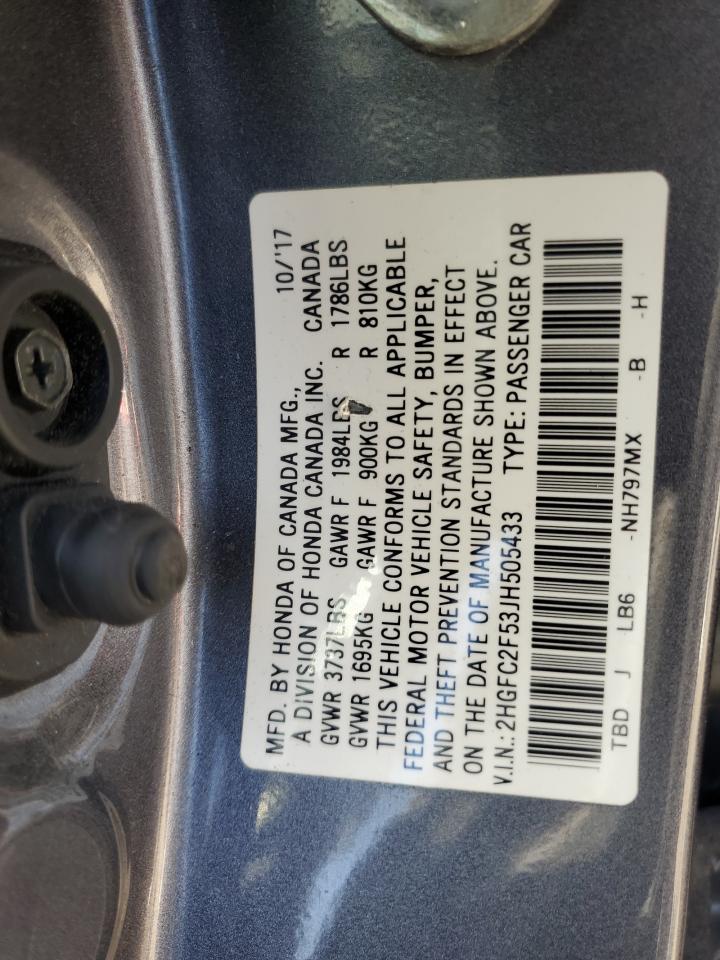 MFD. BY HONDA OF CANADA MFG., 10/'17
A DIVISION OF HONDA CANADA INC. CANADA
GVWR 3737LBS GAWR F 1984LBS R 1786LBS
GVWR 1695KG GAWR F 900KG R 810KG
THIS VEHICLE CONFORMS TO ALL APPLICABLE
FEDERAL MOTOR VEHICLE SAFETY, BUMPER,
AND THEFT PREVENTION STANDARDS IN EFFECT
ON THE DATE OF MANUFACTURE SHOWN ABOVE.
V.I.N.: 2HGFC2F53JH505433 TYPE: PASSENGER CAR
TBD J LB6 -NH797MX -B -H